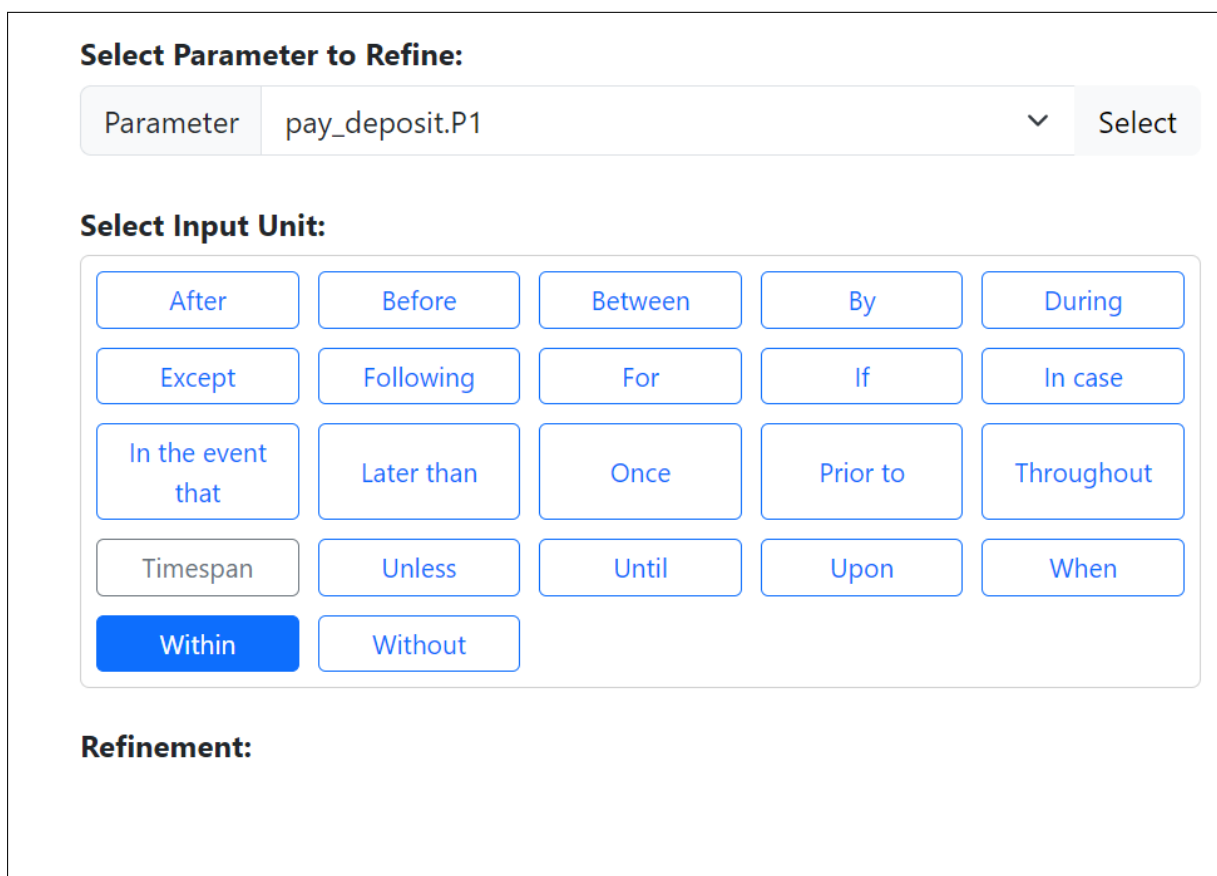 Select Parameter to Refine:
Parameter pay_deposit.P1 Select
Select Input Unit:
After Before Between By During
Except Following For If In case
In the event that Later than Once Prior to Throughout
Timespan Unless Until Upon When
Within Without
Refinement: